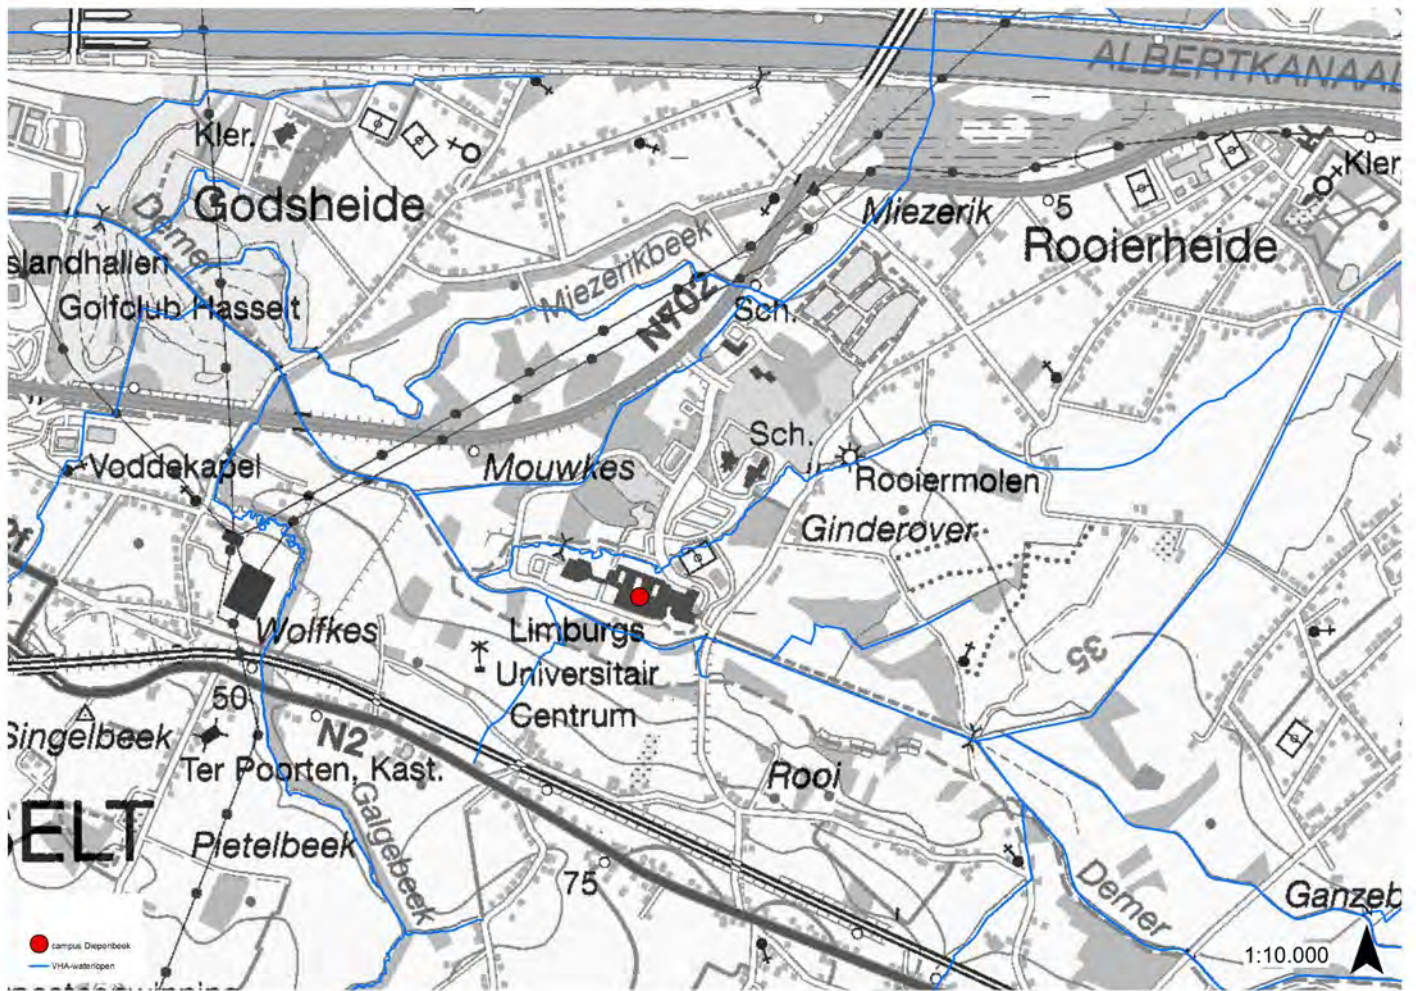 ALBERTKANAAL
Kler.
Kler
Godsheide
Demer
Miezerik
5
Rooierheide
Miezerikbeek
slandhallen
Golfclub Hasselt
N702
Sch.
Sch.
Voddekapel
Mouwkes
Rooiermolen
Ginderover
Pf.
Wolfkes
Limburgs
Universitair
Centrum
35
50
Singelbeek
N2
Ter Poorten, Kast.
Rooi
ELT
Pietelbeek
Galgebeek
75
Demer
Ganzeb
campus Diepenbeek
VHA-waterlopen
1:10.000